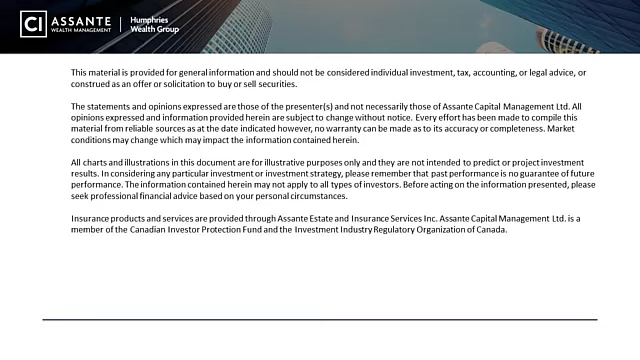 CI ASSANTE
WEALTH MANAGEMENT
Humphries
Wealth Group
This material is provided for general information and should not be considered individual investment, tax, accounting, or legal advice, or
construed as an offer or solicitation to buy or sell securities.
The statements and opinions expressed are those of the presenter(s) and not necessarily those of Assante Capital Management Ltd. All
opinions expressed and information provided herein are subject to change without notice. Every effort has been made to compile this
material from reliable sources as at the date indicated however, no warranty can be made as to its accuracy or completeness. Market
conditions may change which may impact the information contained herein.
All charts and illustrations in this document are for illustrative purposes only and they are not intended to predict or project investment
results. In considering any particular investment or investment strategy, please remember that past performance is no guarantee of future
performance. The information contained herein may not apply to all types of investors. Before acting on the information presented, please
seek professional financial advice based on your personal circumstances.
Insurance products and services are provided through Assante Estate and Insurance Services Inc. Assante Capital Management Ltd. is a
member of the Canadian Investor Protection Fund and the Investment Industry Regulatory Organization of Canada.